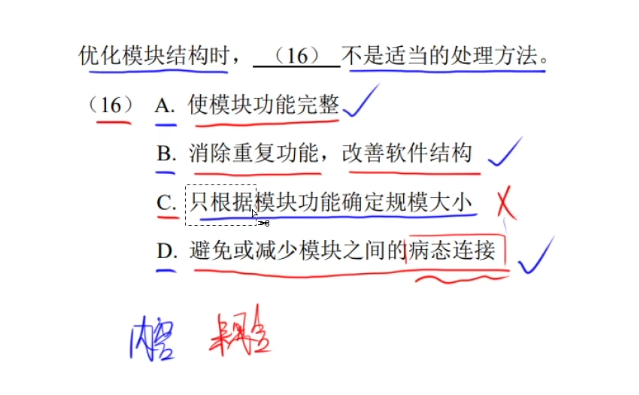 优化模块结构时，（16）不是适当的处理方法。
（16）A. 使模块功能完整
B. 消除重复功能，改善软件结构
C. 只根据模块功能确定规模大小
D. 避免或减少模块之间的病态连接
内容